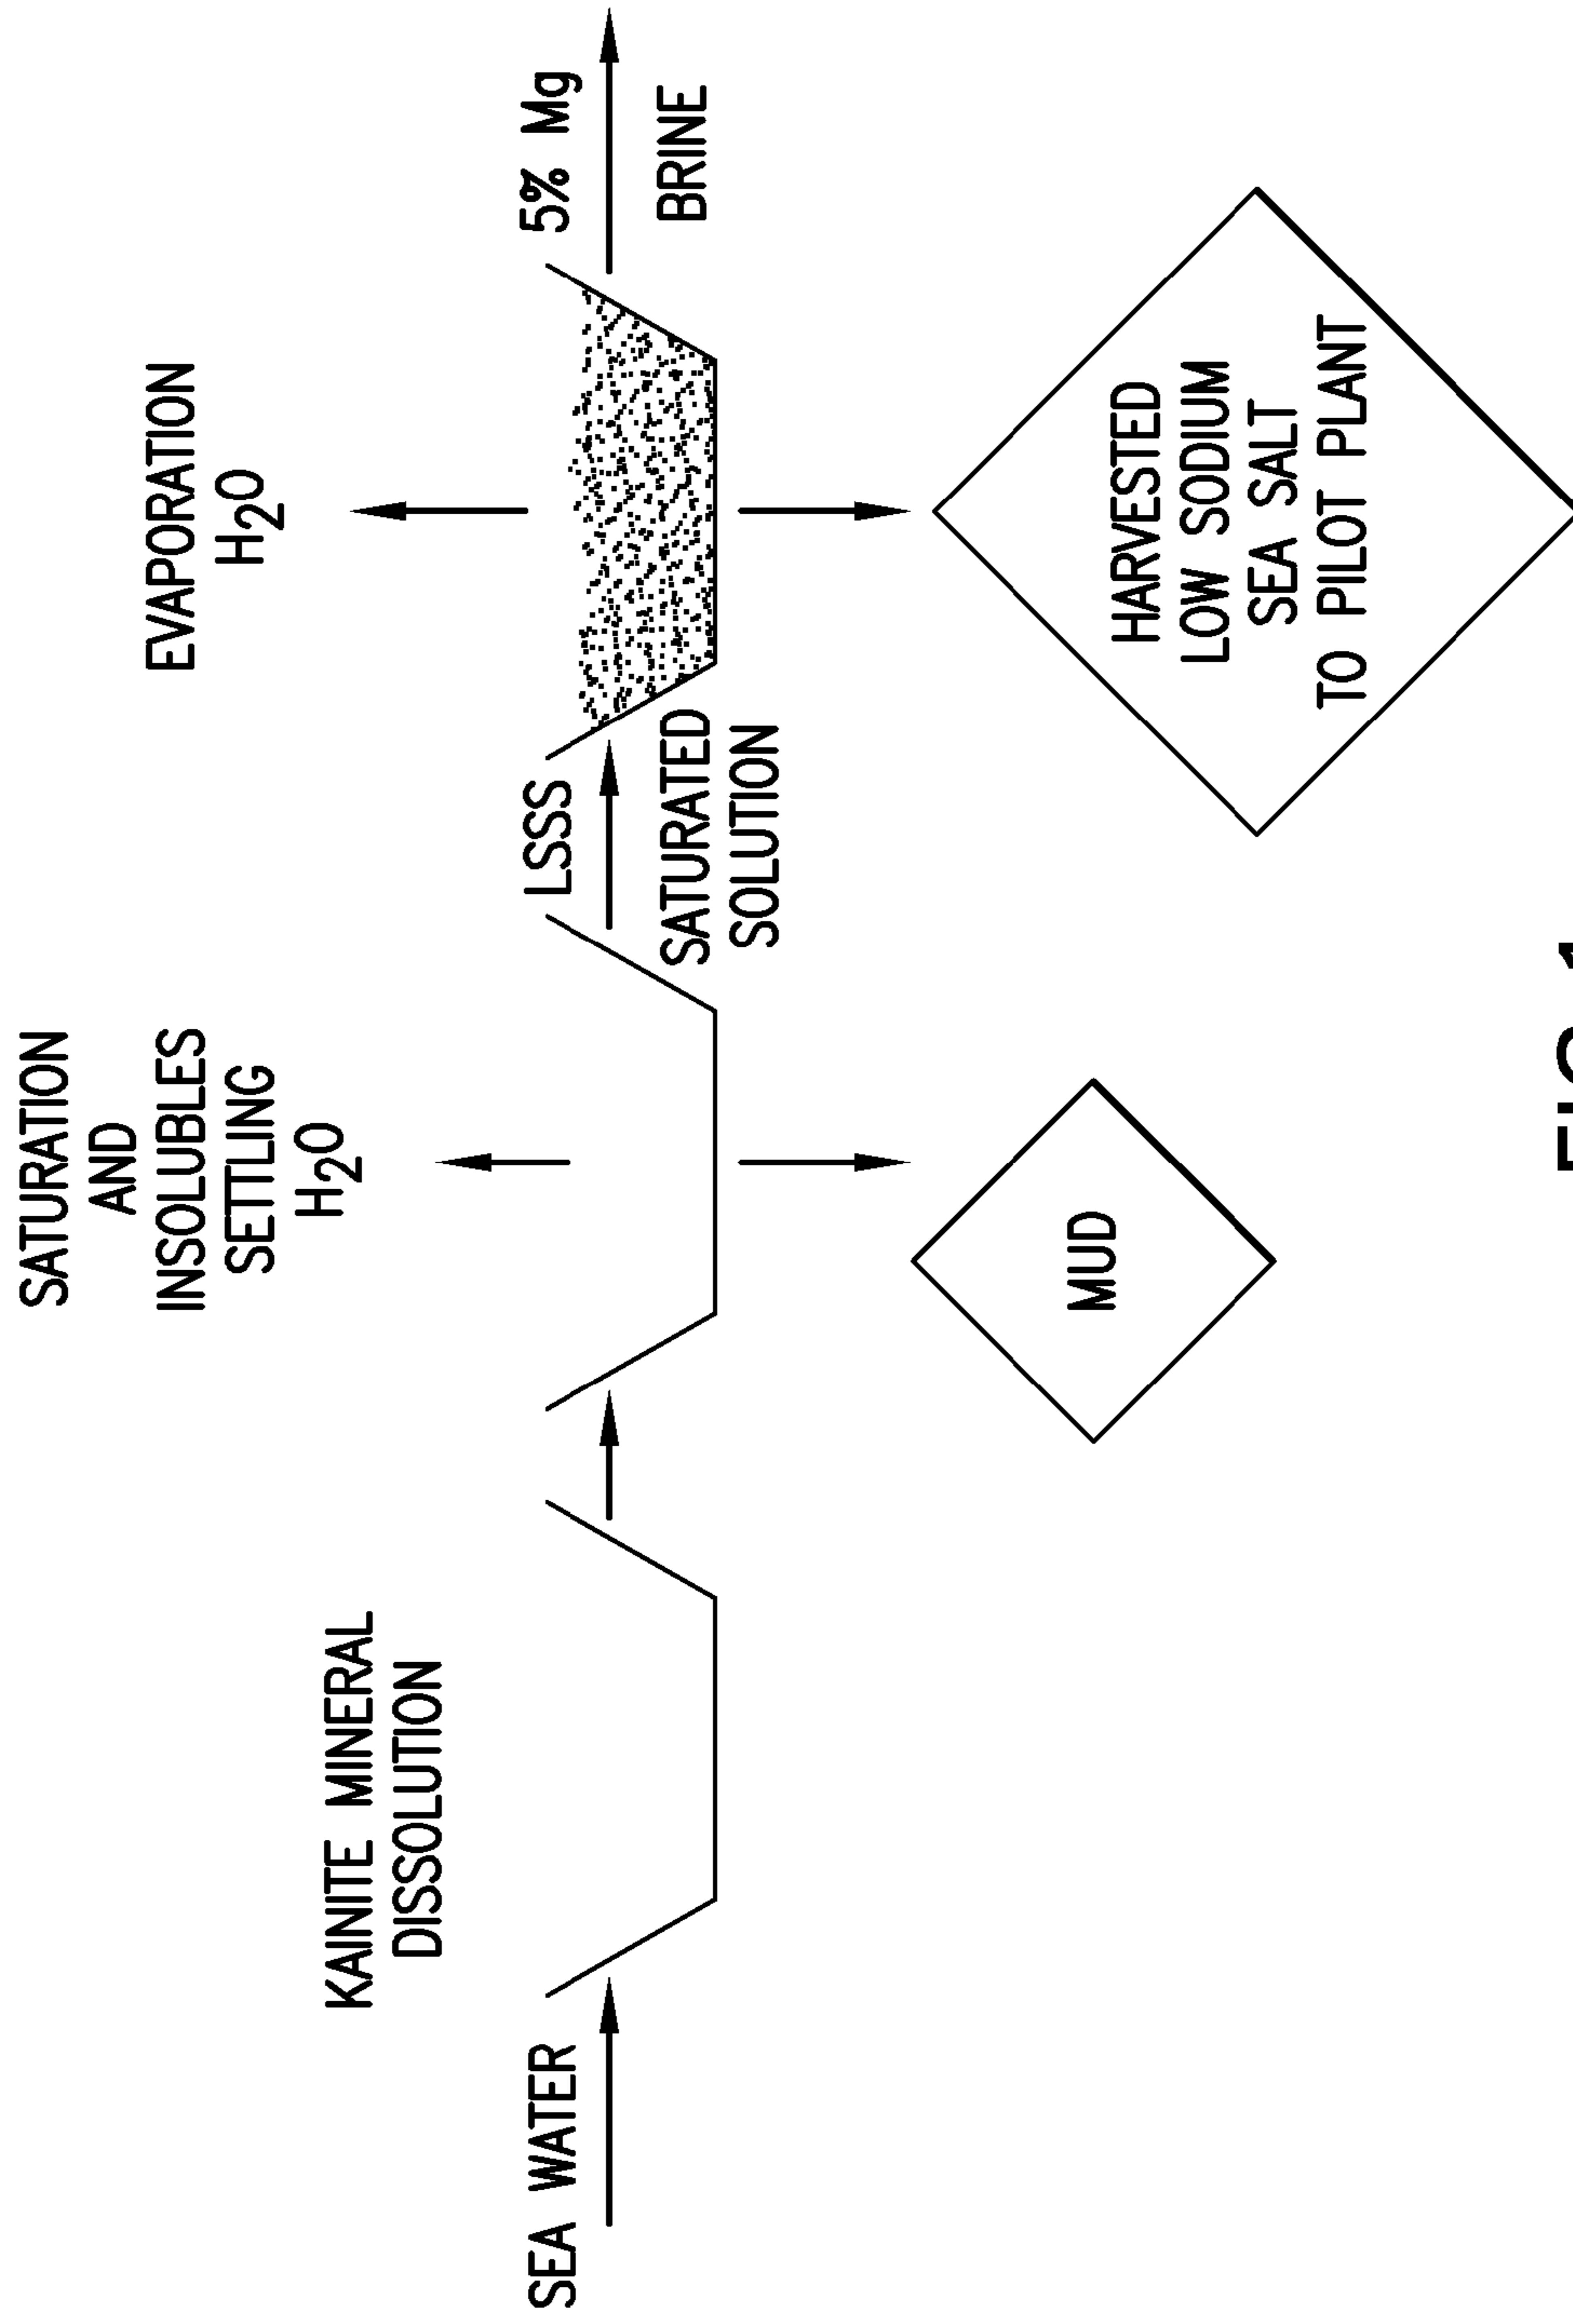 SEA WATER
KAINITE MINERAL
DISSOLUTION
SATURATION
AND
INSOLUBLES
SETTLING
H₂O
MUD
LSSS
SATURATED
SOLUTION
EVAPORATION
H₂O
5% Mg
BRINE
HARVESTED
LOW SODIUM
SEA SALT
TO PILOT PLANT